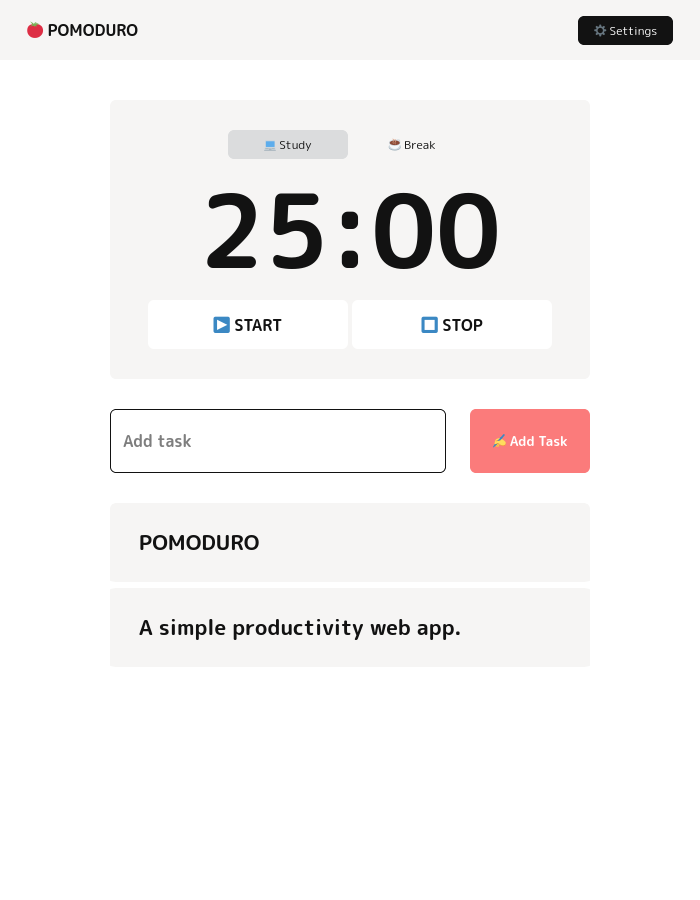 🍅 POMODURO
⚙️ Settings
💻 Study
☕ Break
25:00
▶️ START
⏹️ STOP
Add task
✍️ Add Task
POMODURO
A simple productivity web app.